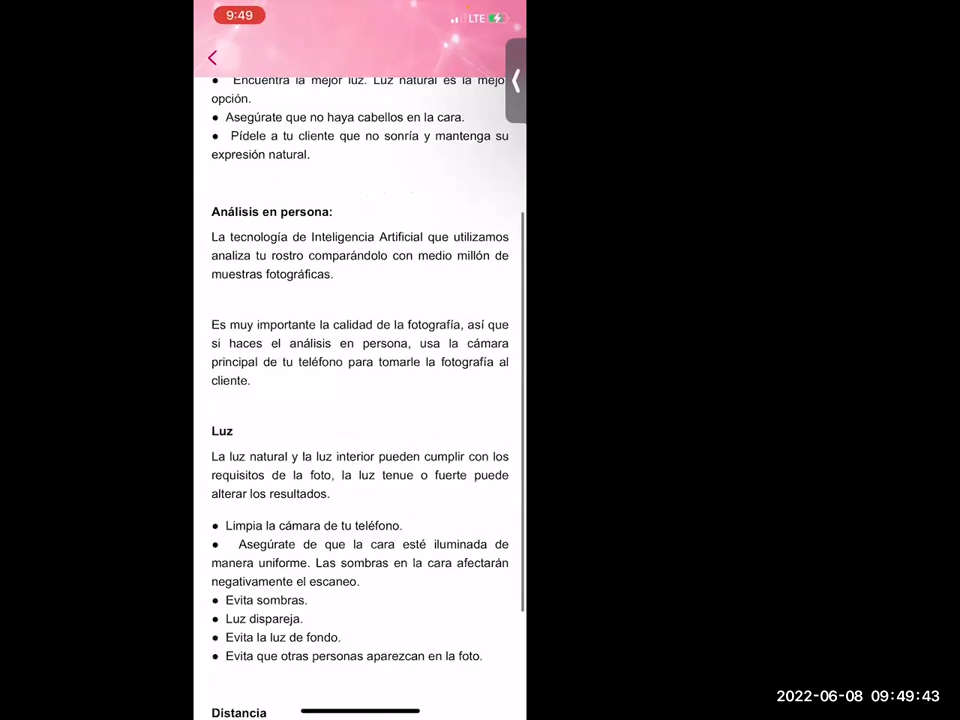 9:49
LTE
● Encuentra la mejor luz. Luz natural es la mejo
opción.
● Asegúrate que no haya cabellos en la cara.
● Pídele a tu cliente que no sonría y mantenga su
expresión natural.
Análisis en persona:
La tecnología de Inteligencia Artificial que utilizamos
analiza tu rostro comparándolo con medio millón de
muestras fotográficas.
Es muy importante la calidad de la fotografía, así que
si haces el análisis en persona, usa la cámara
principal de tu teléfono para tomarle la fotografía al
cliente.
Luz
La luz natural y la luz interior pueden cumplir con los
requisitos de la foto, la luz tenue o fuerte puede
alterar los resultados.
● Limpia la cámara de tu teléfono.
● Asegúrate de que la cara esté iluminada de
manera uniforme. Las sombras en la cara afectarán
negativamente el escaneo.
● Evita sombras.
● Luz dispareja.
● Evita la luz de fondo.
● Evita que otras personas aparezcan en la foto.
Distancia
2022-06-08 09:49:43